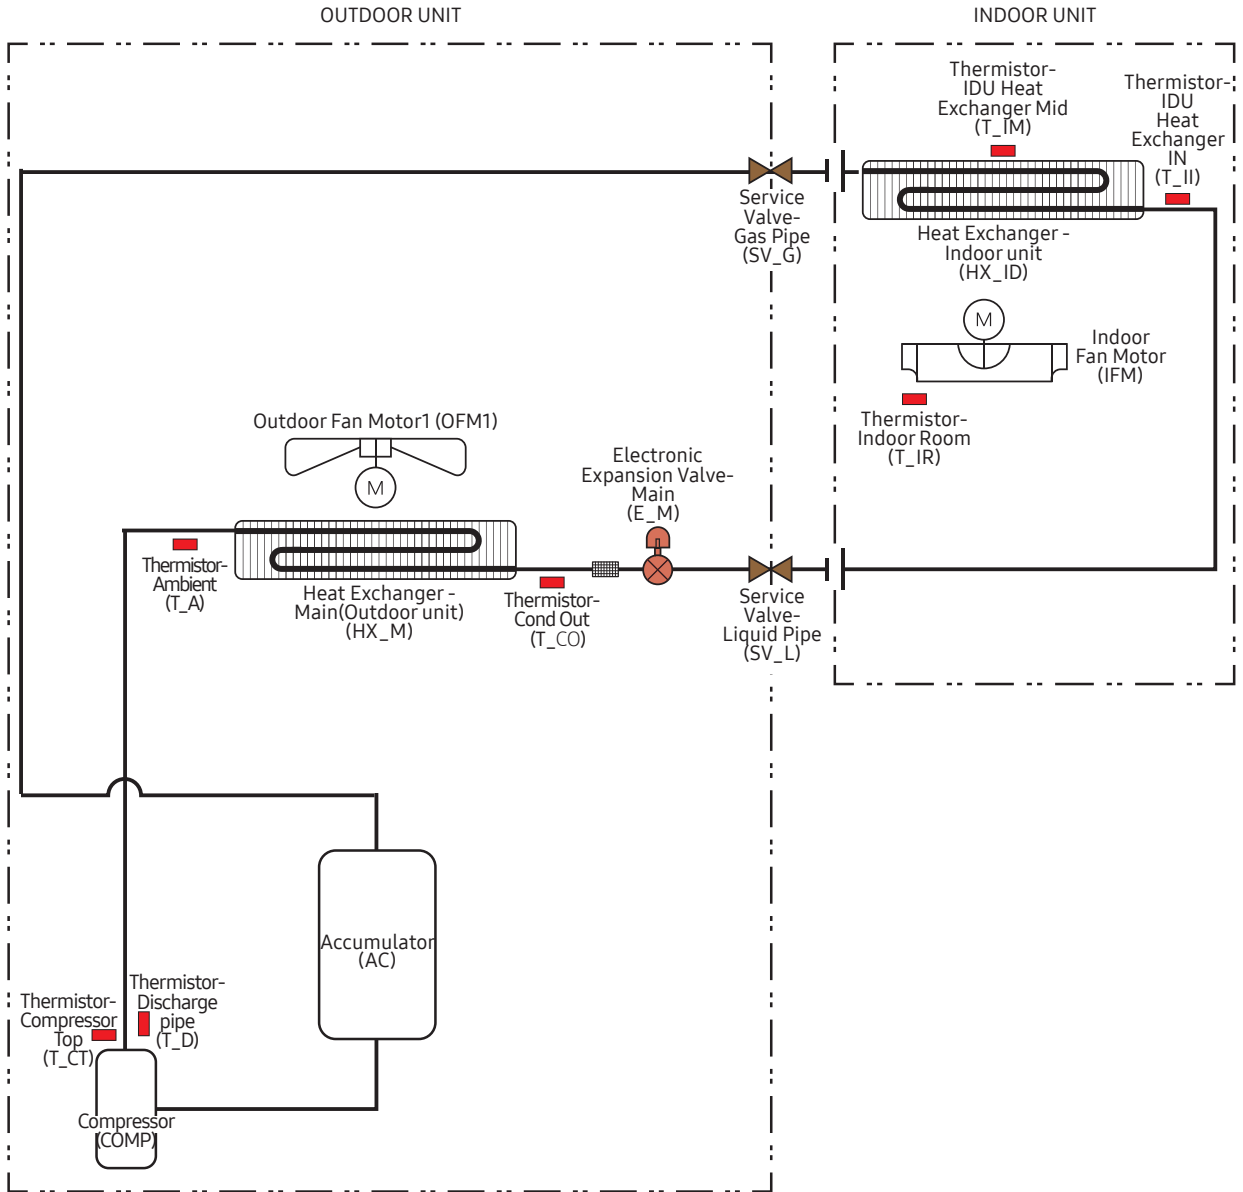 OUTDOOR UNIT
INDOOR UNIT
Thermistor-
IDU Heat
Exchanger Mid
(T_IM)
Thermistor-
IDU
Heat
Exchanger
IN
(T_II)
Service
Valve-
Gas Pipe
(SV_G)
Heat Exchanger -
Indoor unit
(HX_ID)
M
Indoor
Fan Motor
(IFM)
Thermistor-
Indoor Room
(T_IR)
Outdoor Fan Motor1 (OFM1)
M
Electronic
Expansion Valve-
Main
(E_M)
Thermistor-
Ambient
(T_A)
Heat Exchanger -
Main(Outdoor unit)
(HX_M)
Thermistor-
Cond Out
(T_CO)
Service
Valve-
Liquid Pipe
(SV_L)
Accumulator
(AC)
Thermistor-
Compressor
Top
(T_CT)
Thermistor-
Discharge
pipe
(T_D)
Compressor
(COMP)